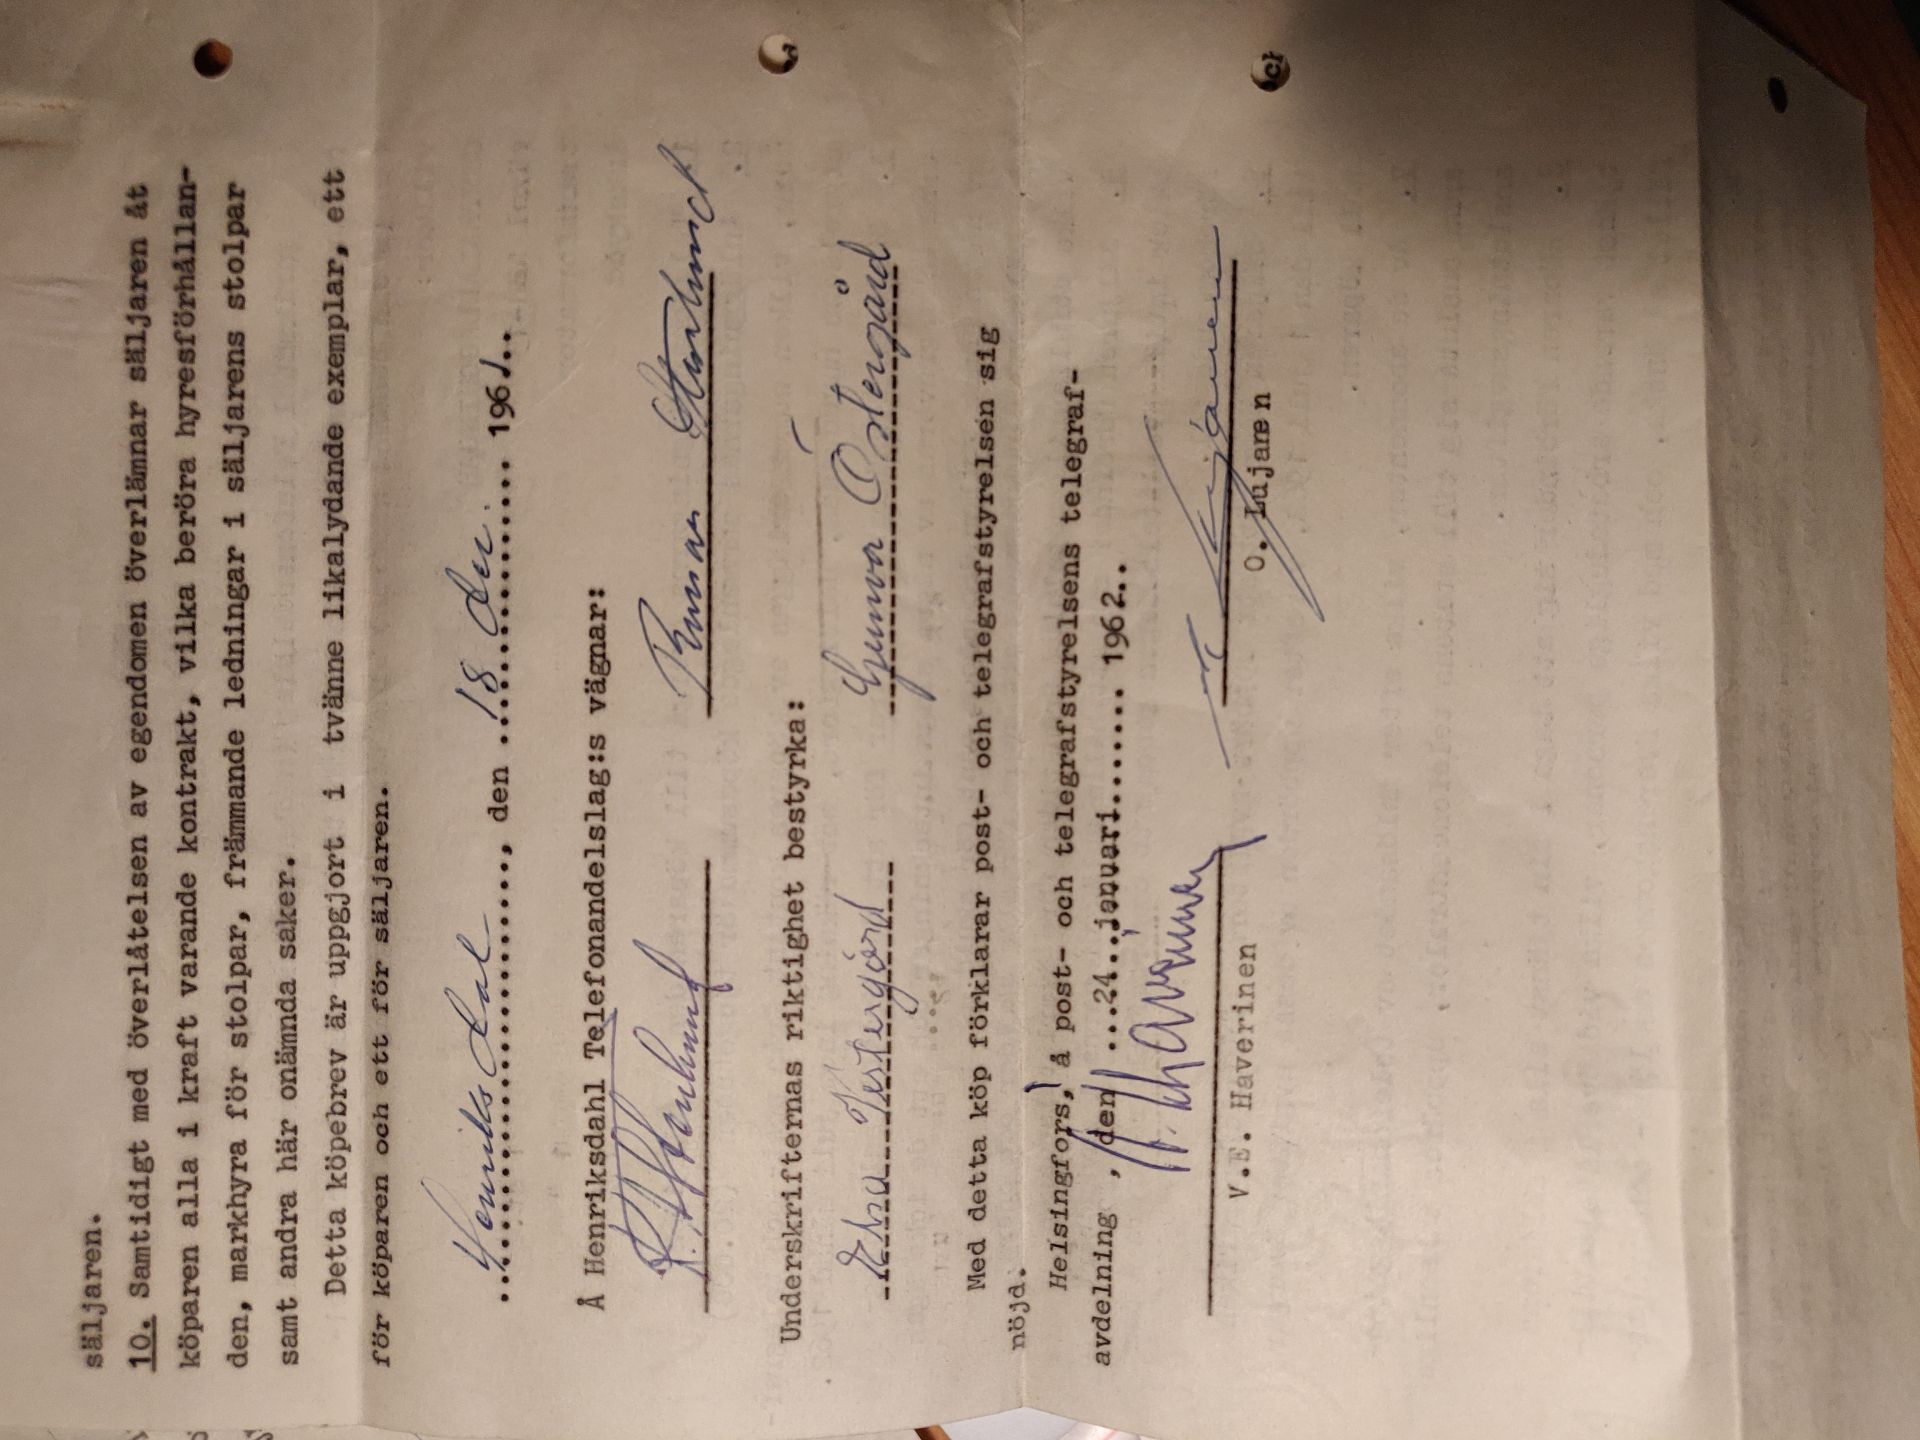 säljaren.
10. Samtidigt med överlåtelsen av egendomen överlämnar säljaren åt
köparen alla i kraft varande kontrakt, vilka beröra hyresförhållan-
den, markhyra för stolpar, främmande ledningar i säljarens stolpar
samt andra här onämnda saker.
Detta köpebrev är uppgjort i tvänne likalydande exemplar, ett
för köparen och ett för säljaren.
Henriksdal, den 18 Dec. 1961..
Å Henriksdahl Telefonandelslag:s vägnar:
Underskrifternas riktighet bestyrka:
Gunvor Östergård
Med detta köp förklarar post- och telegrafstyrelsen sig
nöjd.
Helsingfors, å post- och telegrafstyrelsens telegraf-
avdelning , den ...24...januari....... 1962..
V.E. Haverinen
O. Lujanen